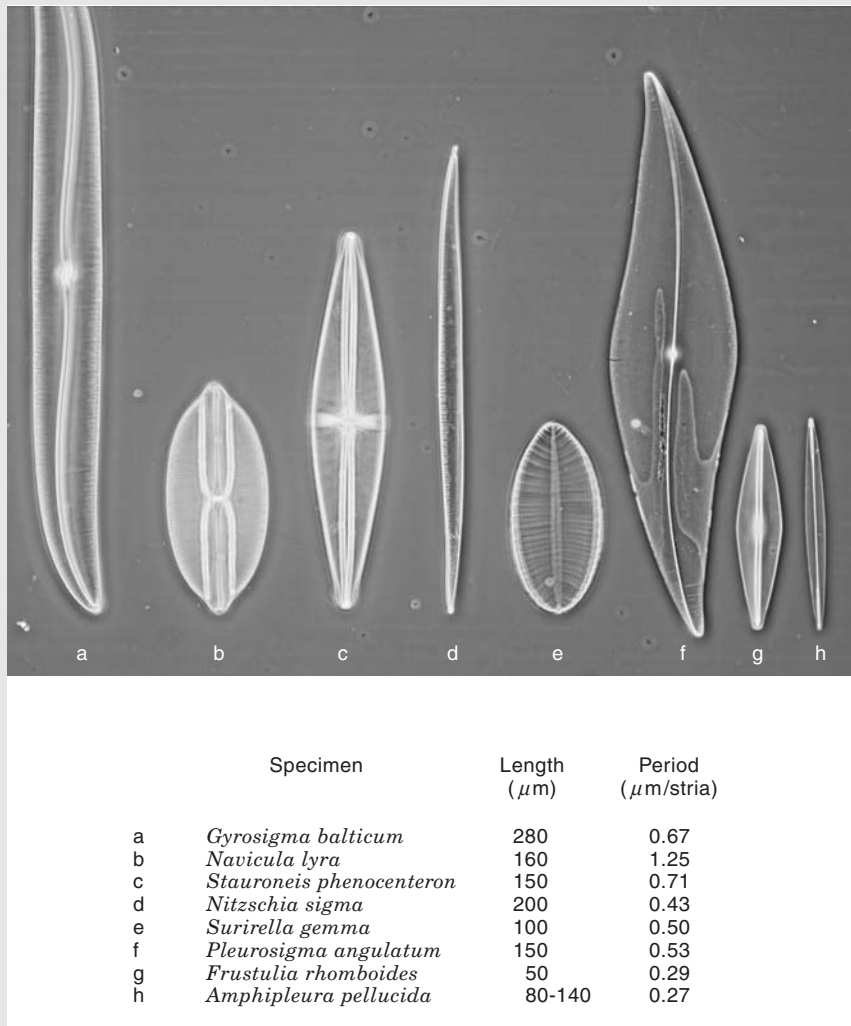 a b c d e f g h
Specimen Length Period
(μm) (μm/stria)
a Gyrosigma balticum 280 0.67
b Navicula lyra 160 1.25
c Stauroneis phenocenteron 150 0.71
d Nitzschia sigma 200 0.43
e Surirella gemma 100 0.50
f Pleurosigma angulatum 150 0.53
g Frustulia rhomboides 50 0.29
h Amphipleura pellucida 80-140 0.27